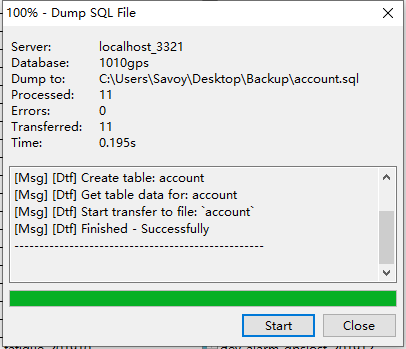 100% - Dump SQL File
Server: localhost_3321
Database: 1010gps
Dump to: C:\Users\Savoy\Desktop\Backup\account.sql
Processed: 11
Errors: 0
Transferred: 11
Time: 0.195s
[Msg] [Dtf] Create table: account
[Msg] [Dtf] Get table data for: account
[Msg] [Dtf] Start transfer to file: `account`
[Msg] [Dtf] Finished - Successfully
--------------------------------------------------
Start Close